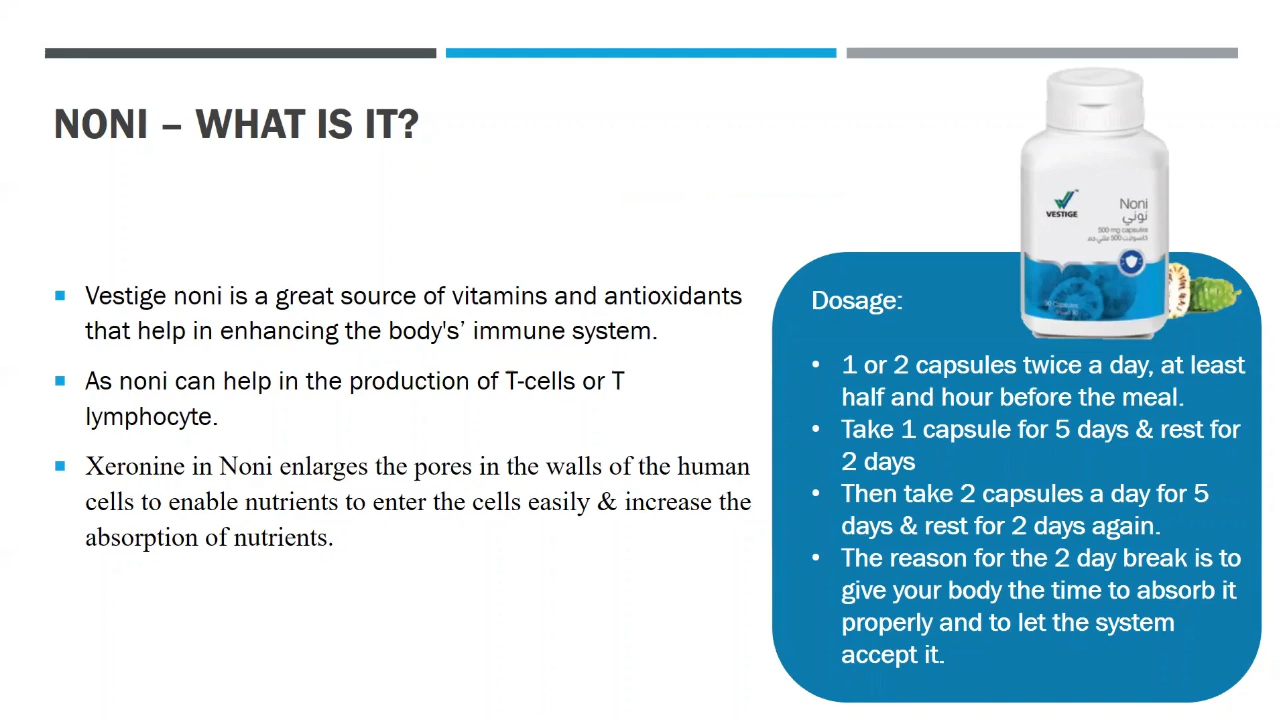 NONI – WHAT IS IT?
Vestige noni is a great source of vitamins and antioxidants
that help in enhancing the body's’ immune system.
As noni can help in the production of T-cells or T
lymphocyte.
Xeronine in Noni enlarges the pores in the walls of the human
cells to enable nutrients to enter the cells easily & increase the
absorption of nutrients.
VESTIGE
Noni
نوني
500 mg capsules
Dosage:
1 or 2 capsules twice a day, at least
half and hour before the meal.
Take 1 capsule for 5 days & rest for
2 days
Then take 2 capsules a day for 5
days & rest for 2 days again.
The reason for the 2 day break is to
give your body the time to absorb it
properly and to let the system
accept it.